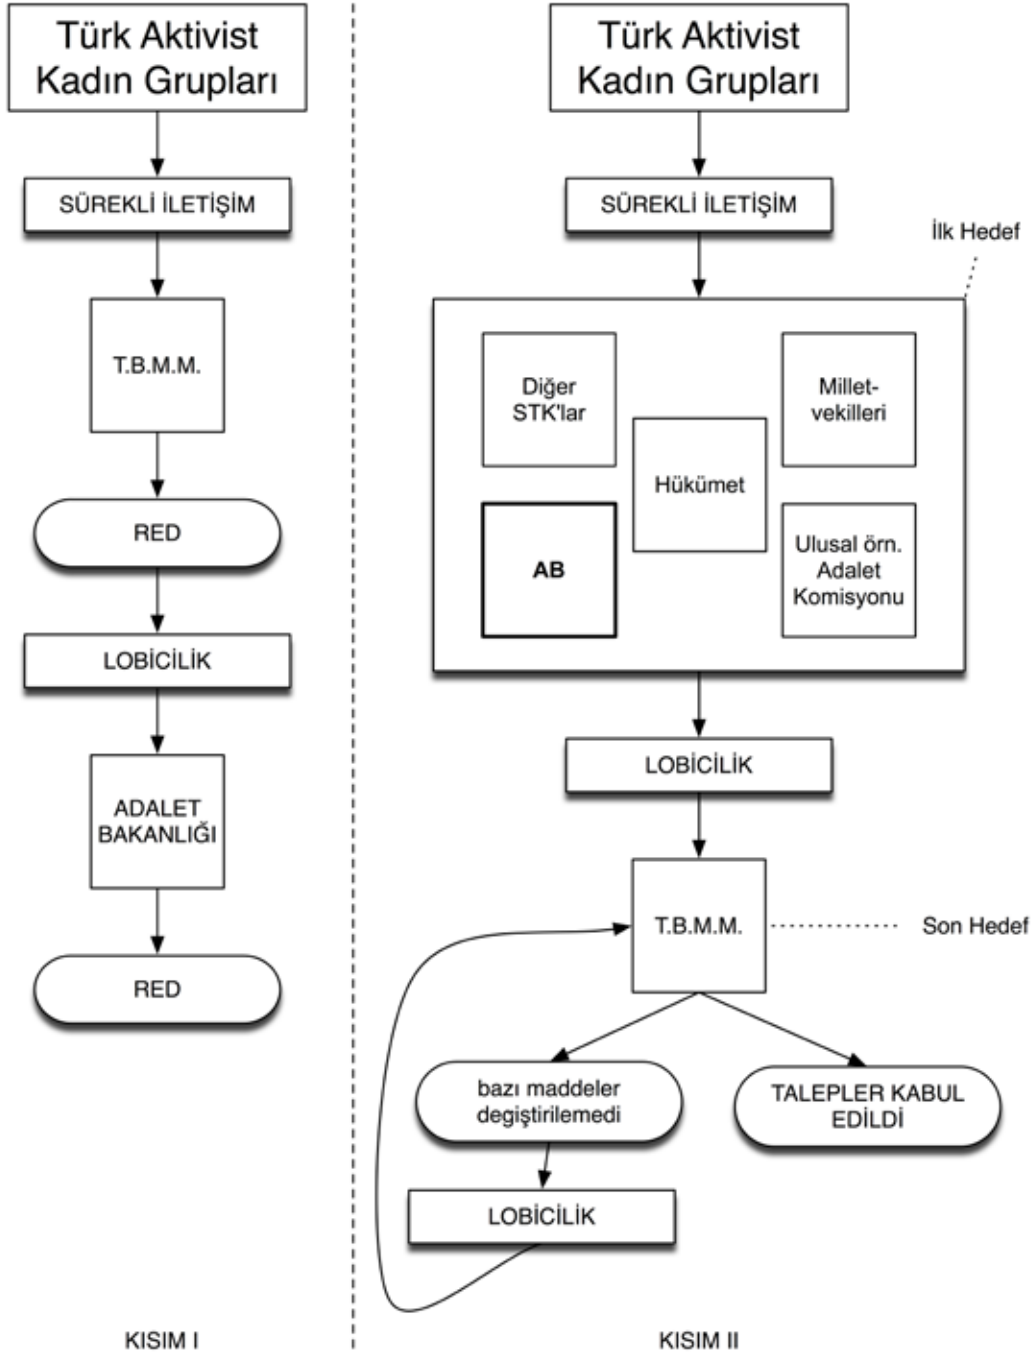 Türk Aktivist
Kadın Grupları
SÜREKLİ İLETİŞİM
T.B.M.M.
RED
LOBİCİLİK
ADALET
BAKANLIĞI
RED
KISIM I
Türk Aktivist
Kadın Grupları
SÜREKLİ İLETİŞİM
İlk Hedef
Diğer
STK'lar
Millet-
vekilleri
Hükümet
AB
Ulusal örn.
Adalet
Komisyonu
LOBİCİLİK
T.B.M.M.
Son Hedef
bazı maddeler
degiştirilemedi
TALEPLER KABUL
EDİLDİ
LOBİCİLİK
KISIM II